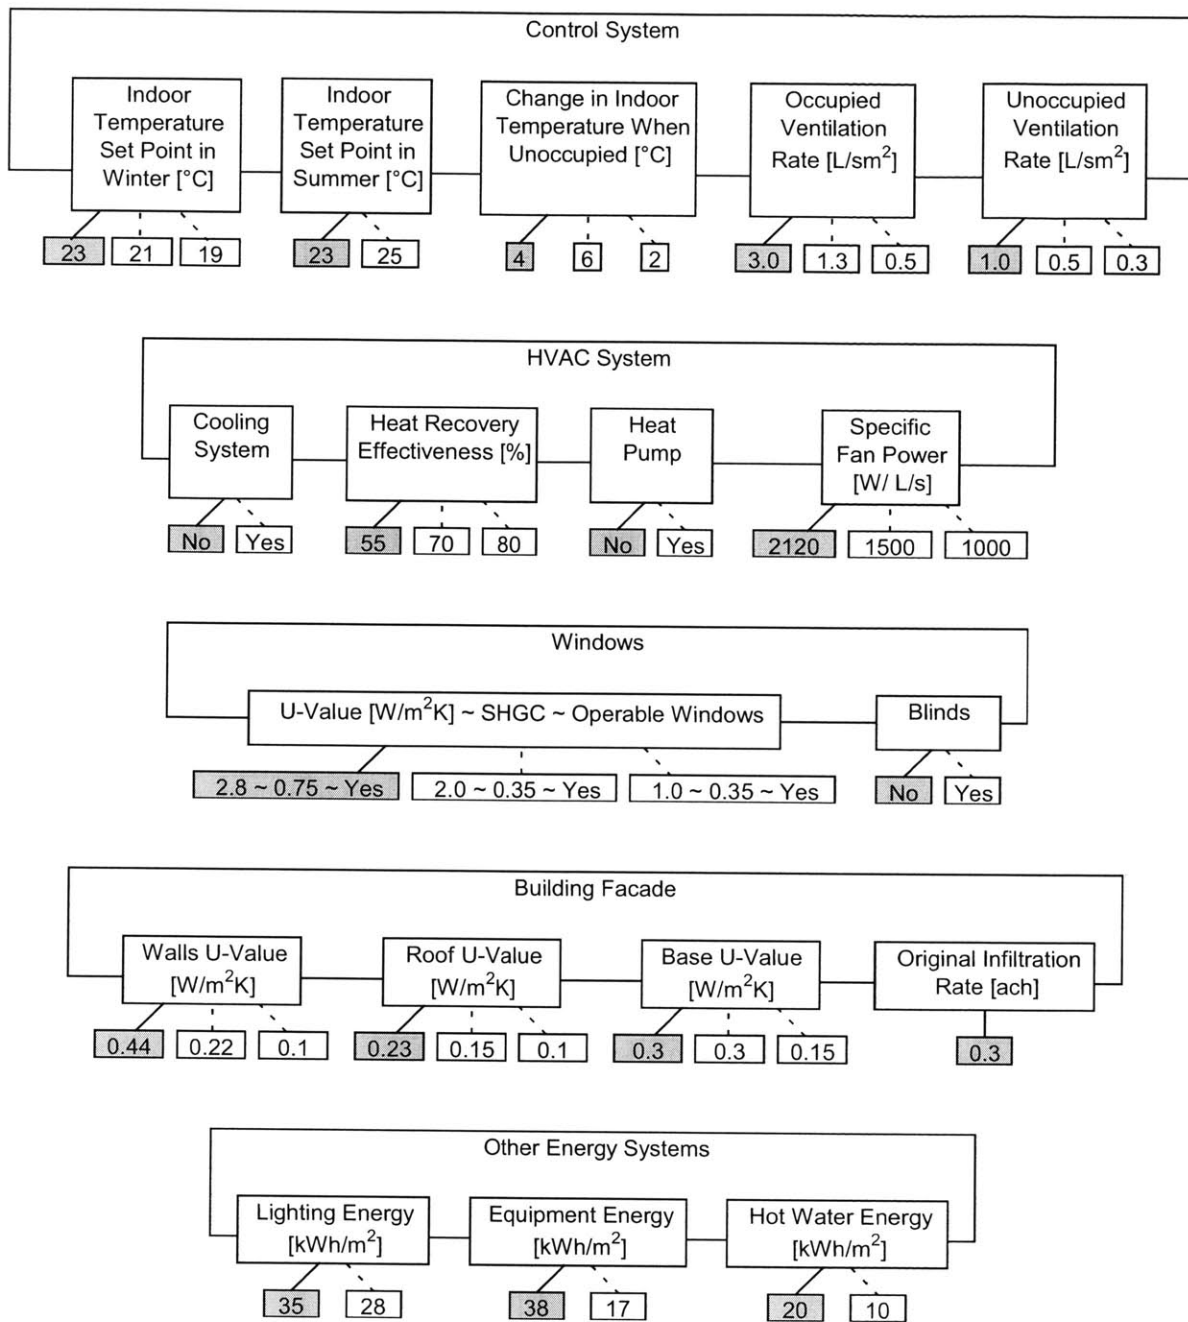 Control System
Indoor
Temperature
Set Point in
Winter [°C]
Indoor
Temperature
Set Point in
Summer [°C]
Change in Indoor
Temperature When
Unoccupied [°C]
Occupied
Ventilation
Rate [L/sm²]
Unoccupied
Ventilation
Rate [L/sm²]
23 21 19
23 25
4 6 2
3.0 1.3 0.5
1.0 0.5 0.3
HVAC System
Cooling
System
Heat Recovery
Effectiveness [%]
Heat
Pump
Specific
Fan Power
[W/ L/s]
No Yes
55 70 80
No Yes
2120 1500 1000
Windows
U-Value [W/m²K] ~ SHGC ~ Operable Windows
Blinds
2.8 ~ 0.75 ~ Yes
2.0 ~ 0.35 ~ Yes
1.0 ~ 0.35 ~ Yes
No Yes
Building Facade
Walls U-Value
[W/m²K]
Roof U-Value
[W/m²K]
Base U-Value
[W/m²K]
Original Infiltration
Rate [ach]
0.44 0.22 0.1
0.23 0.15 0.1
0.3 0.3 0.15
0.3
Other Energy Systems
Lighting Energy
[kWh/m²]
Equipment Energy
[kWh/m²]
Hot Water Energy
[kWh/m²]
35 28
38 17
20 10